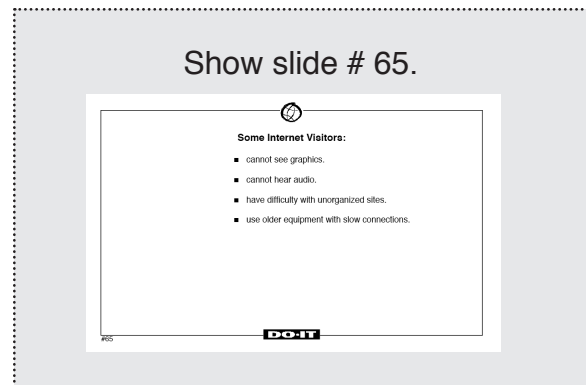 Show slide # 65.
Some Internet Visitors:
■ cannot see graphics.
■ cannot hear audio.
■ have difficulty with unorganized sites.
■ use older equipment with slow connections.
#65
DO-IT